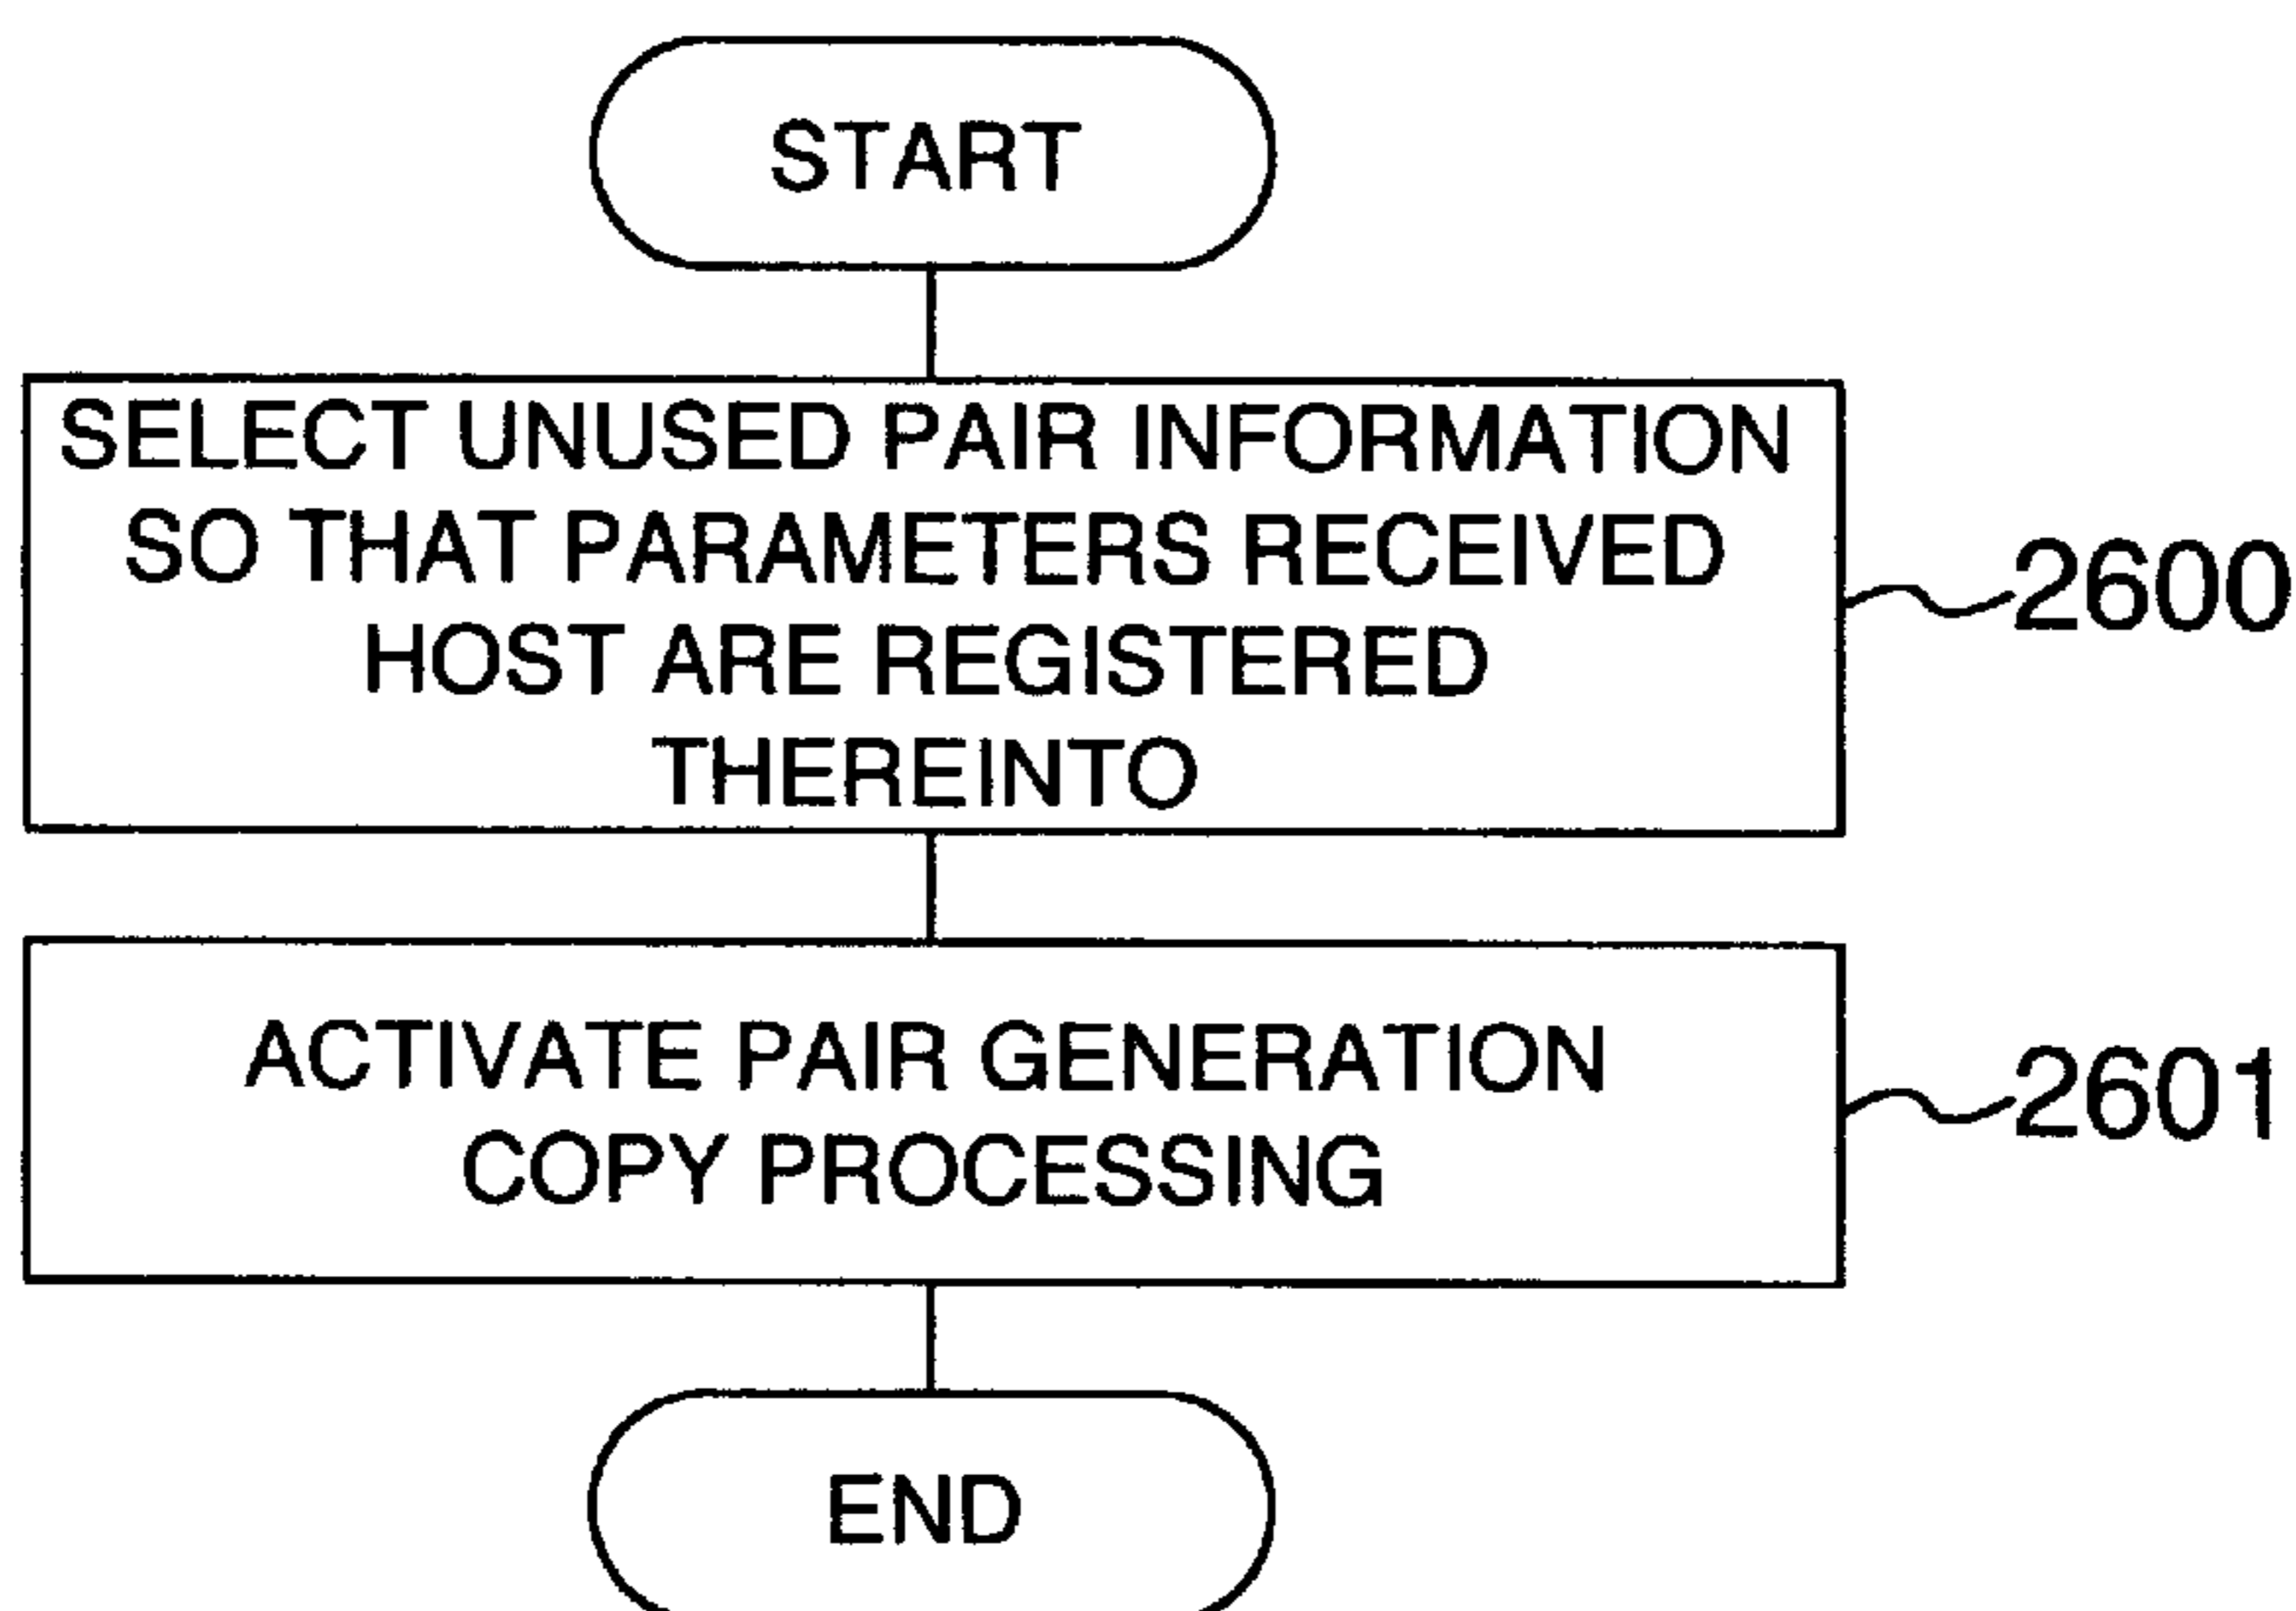 START
SELECT UNUSED PAIR INFORMATION
SO THAT PARAMETERS RECEIVED
HOST ARE REGISTERED
THEREINTO
2600
ACTIVATE PAIR GENERATION
COPY PROCESSING
2601
END